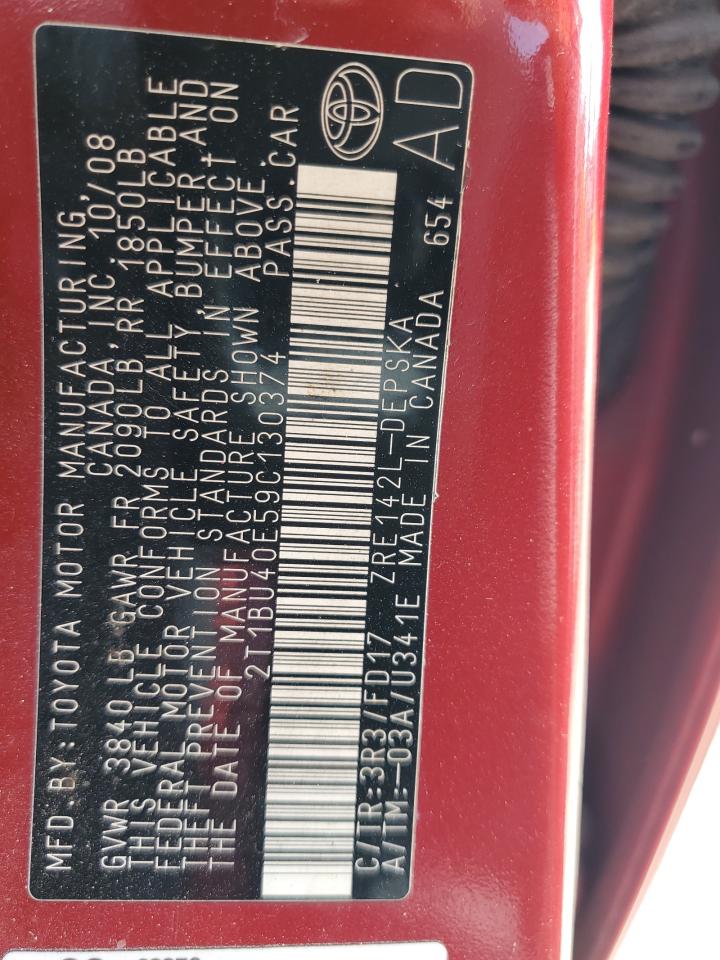 MFD.BY:TOYOTA MOTOR MANUFACTURING,
CANADA,INC. 10/08
GVWR 3840 LB GAWR FR 2090LB,RR 1850LB
THIS VEHICLE CONFORMS TO ALL APPLICABLE
FEDERAL MOTOR VEHICLE SAFETY,BUMPER,AND
THEFT PREVENTION STANDARDS IN EFFECT ON
THE DATE OF MANUFACTURE SHOWN ABOVE.
2T1BU40E59C130374 PASS.CAR
C/TR:3R3/FD17 ZRE142L-DEPSKA
A/TM:-03A/U341E MADE IN CANADA 654
AD